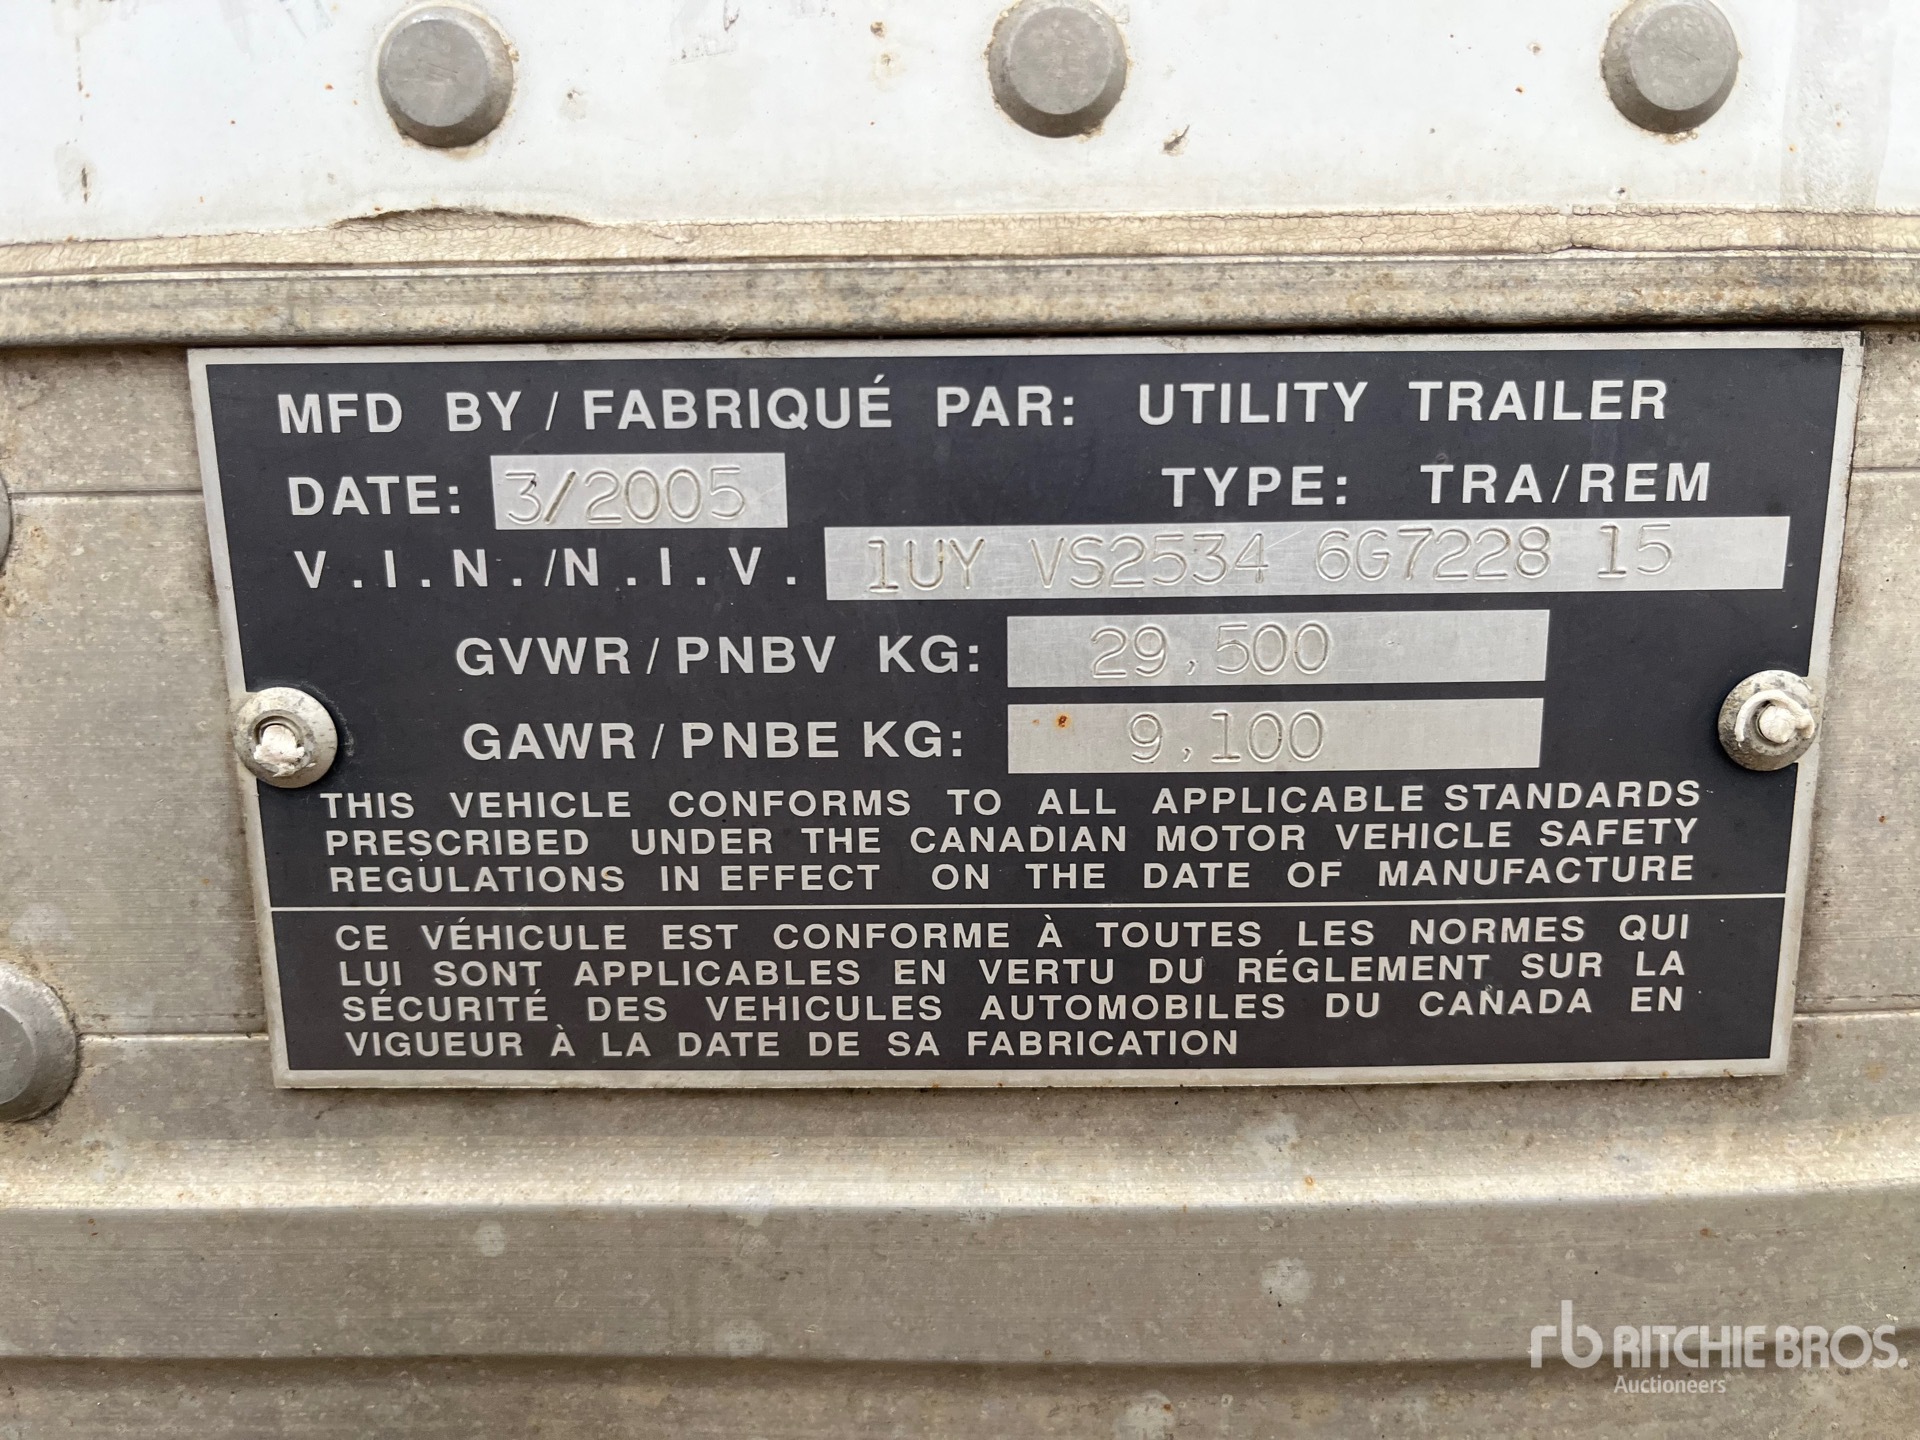 MFD BY / FABRIQUÉ PAR: UTILITY TRAILER
DATE: 3/2005 TYPE: TRA/REM
V.I.N./N.I.V. 1UY VS2534 6G7228 15
GVWR / PNBV KG: 29,500
GAWR / PNBE KG: 9,100
THIS VEHICLE CONFORMS TO ALL APPLICABLE STANDARDS
PRESCRIBED UNDER THE CANADIAN MOTOR VEHICLE SAFETY
REGULATIONS IN EFFECT ON THE DATE OF MANUFACTURE
CE VÉHICULE EST CONFORME À TOUTES LES NORMES QUI
LUI SONT APPLICABLES EN VERTU DU RÉGLEMENT SUR LA
SÉCURITÉ DES VEHICULES AUTOMOBILES DU CANADA EN
VIGUEUR À LA DATE DE SA FABRICATION
rb RITCHIE BROS.
Auctioneers